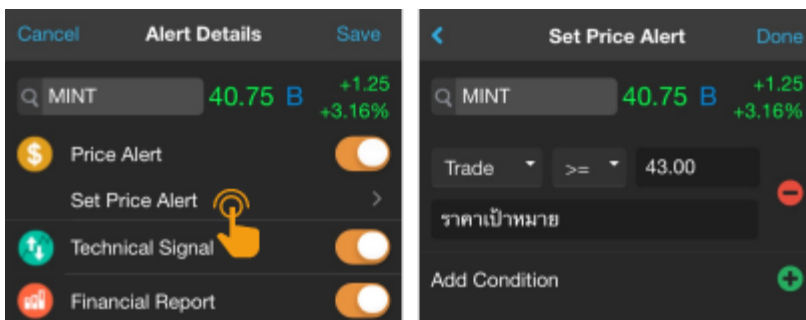 Cancel Alert Details Save
MINT 40.75 B +1.25
+3.16%
Price Alert
Set Price Alert
Technical Signal
Financial Report
Set Price Alert Done
MINT 40.75 B +1.25
+3.16%
Trade >= 43.00
ราคาเป้าหมาย
Add Condition